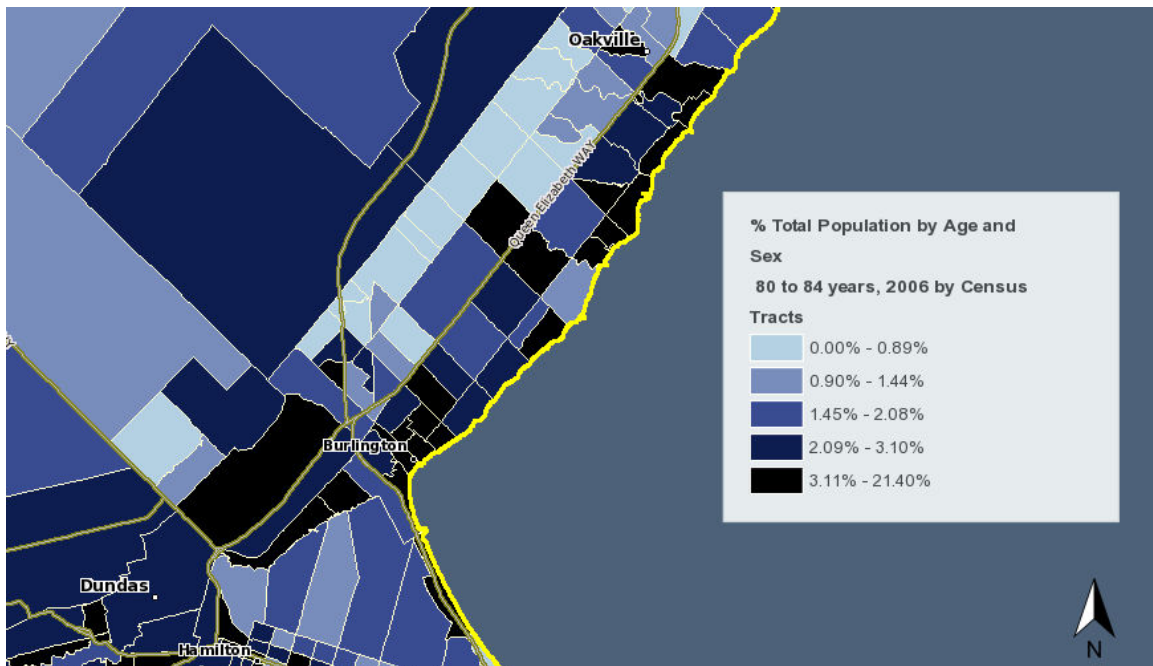 Oakville
Queen Elizabeth WAY
% Total Population by Age and
Sex
80 to 84 years, 2006 by Census
Tracts
0.00% - 0.89%
0.90% - 1.44%
1.45% - 2.08%
2.09% - 3.10%
3.11% - 21.40%
Burlington
Dundas
Hamilton
N